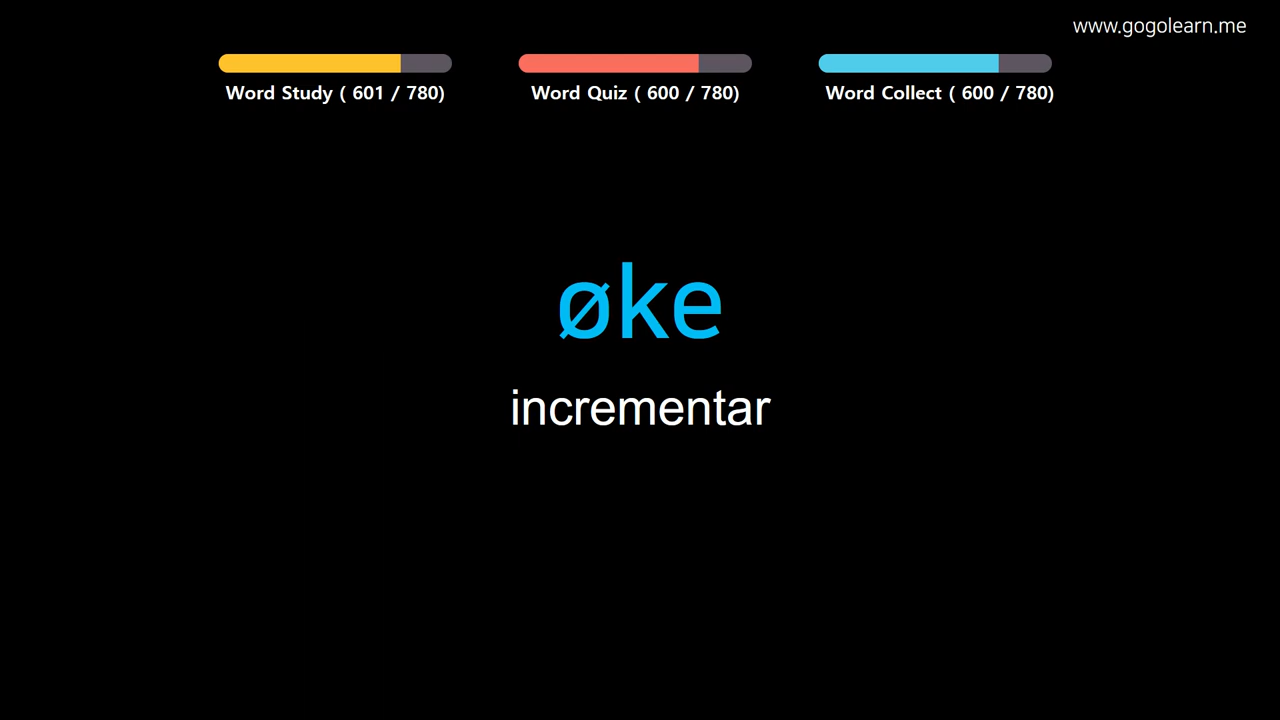 www.gogolearn.me
Word Study ( 601 / 780)
Word Quiz ( 600 / 780)
Word Collect ( 600 / 780)
øke
incrementar